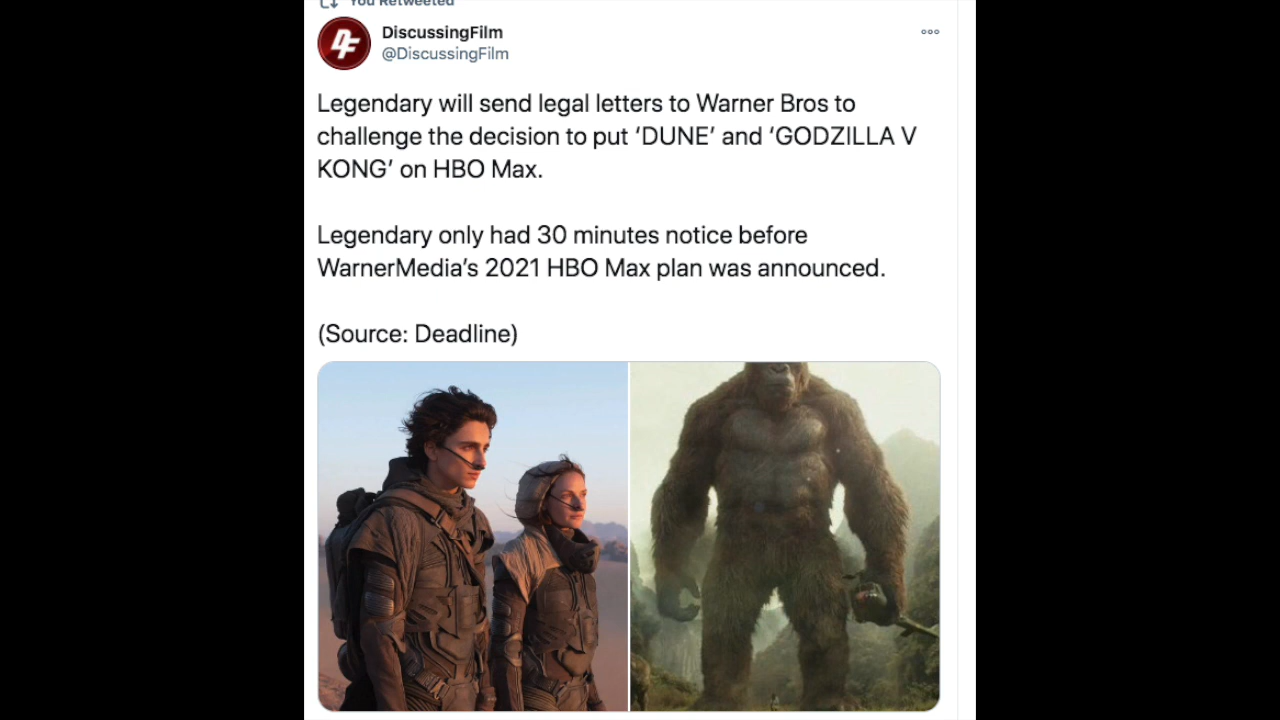 You Retweeted
DiscussingFilm
@DiscussingFilm
Legendary will send legal letters to Warner Bros to
challenge the decision to put ‘DUNE’ and ‘GODZILLA V
KONG’ on HBO Max.
Legendary only had 30 minutes notice before
WarnerMedia’s 2021 HBO Max plan was announced.
(Source: Deadline)